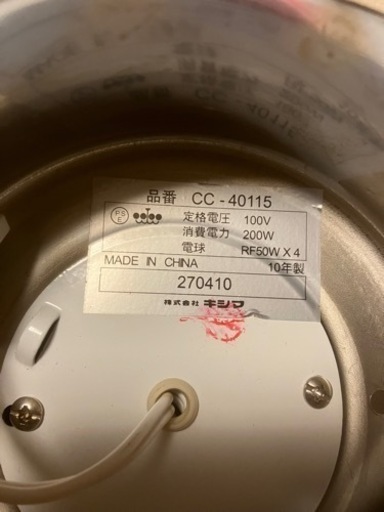 品番 CC-40115
PS
E
定格電圧 100V
消費電力 200W
電球 RF50W X 4
MADE IN CHINA 10年製
270410
株式会社 キシマ